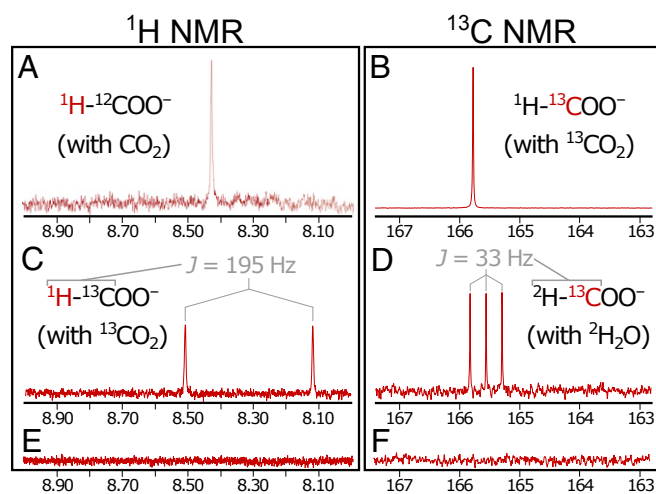 ¹H NMR
¹³C NMR
A
¹H-¹²COO⁻
(with CO₂)
8.90 8.70 8.50 8.30 8.10
B
¹H-¹³COO⁻
(with ¹³CO₂)
167 166 165 164 163
C
J = 195 Hz
¹H-¹³COO⁻
(with ¹³CO₂)
8.90 8.70 8.50 8.30 8.10
D
J = 33 Hz
²H-¹³COO⁻
(with ²H₂O)
167 166 165 164 163
E
8.90 8.70 8.50 8.30 8.10
F
167 166 165 164 163